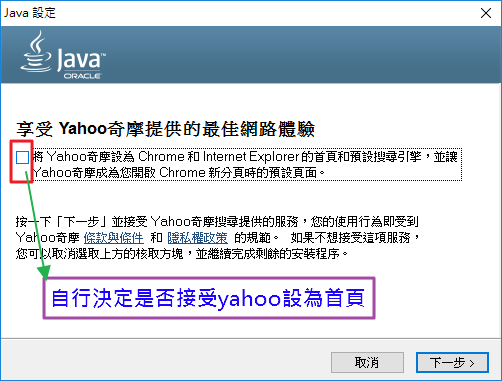 Java 設定
Java™
ORACLE
享受 Yahoo奇摩提供的最佳網路體驗
將 Yahoo奇摩設為 Chrome 和 Internet Explorer 的首頁和預設搜尋引擎，並讓
Yahoo奇摩成為您開啟 Chrome 新分頁時的預設頁面。
按一下「下一步」並接受 Yahoo奇摩搜尋提供的服務，您的使用行為即受到
Yahoo奇摩 條款與條件 和 隱私權政策 的規範。 如果不想接受這項服務，
您可以取消選取上方的核取方塊，並繼續完成剩餘的安裝程序。
自行決定是否接受yahoo設為首頁
取消
下一步 >